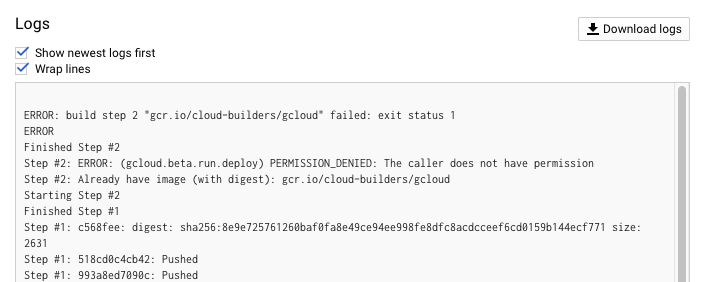 Logs
Download logs
Show newest logs first
Wrap lines
ERROR: build step 2 "gcr.io/cloud-builders/gcloud" failed: exit status 1
ERROR
Finished Step #2
Step #2: ERROR: (gcloud.beta.run.deploy) PERMISSION_DENIED: The caller does not have permission
Step #2: Already have image (with digest): gcr.io/cloud-builders/gcloud
Starting Step #2
Finished Step #1
Step #1: c568fee: digest: sha256:8e9e725761260baf0fa8e49ce94ee998fe8dfc8acdcceef6cd0159b144ecf771 size:
2631
Step #1: 518cd0c4cb42: Pushed
Step #1: 993a8ed7090c: Pushed